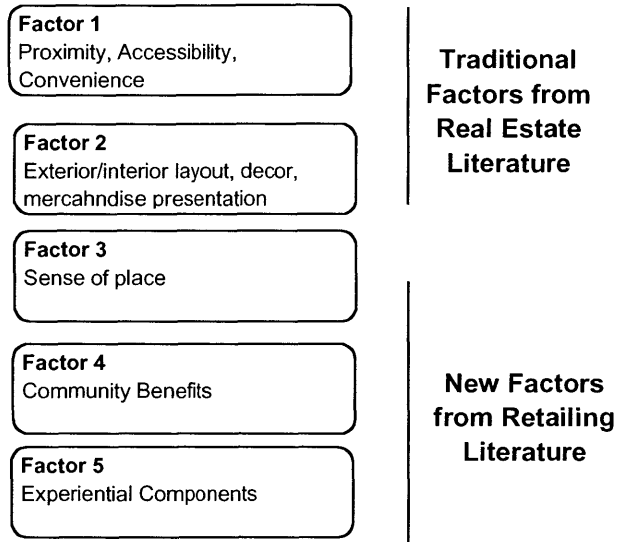 Factor 1
Proximity, Accessibility,
Convenience
Traditional
Factors from
Real Estate
Literature
Factor 2
Exterior/interior layout, decor,
mercahndise presentation
Factor 3
Sense of place
Factor 4
Community Benefits
New Factors
from Retailing
Literature
Factor 5
Experiential Components